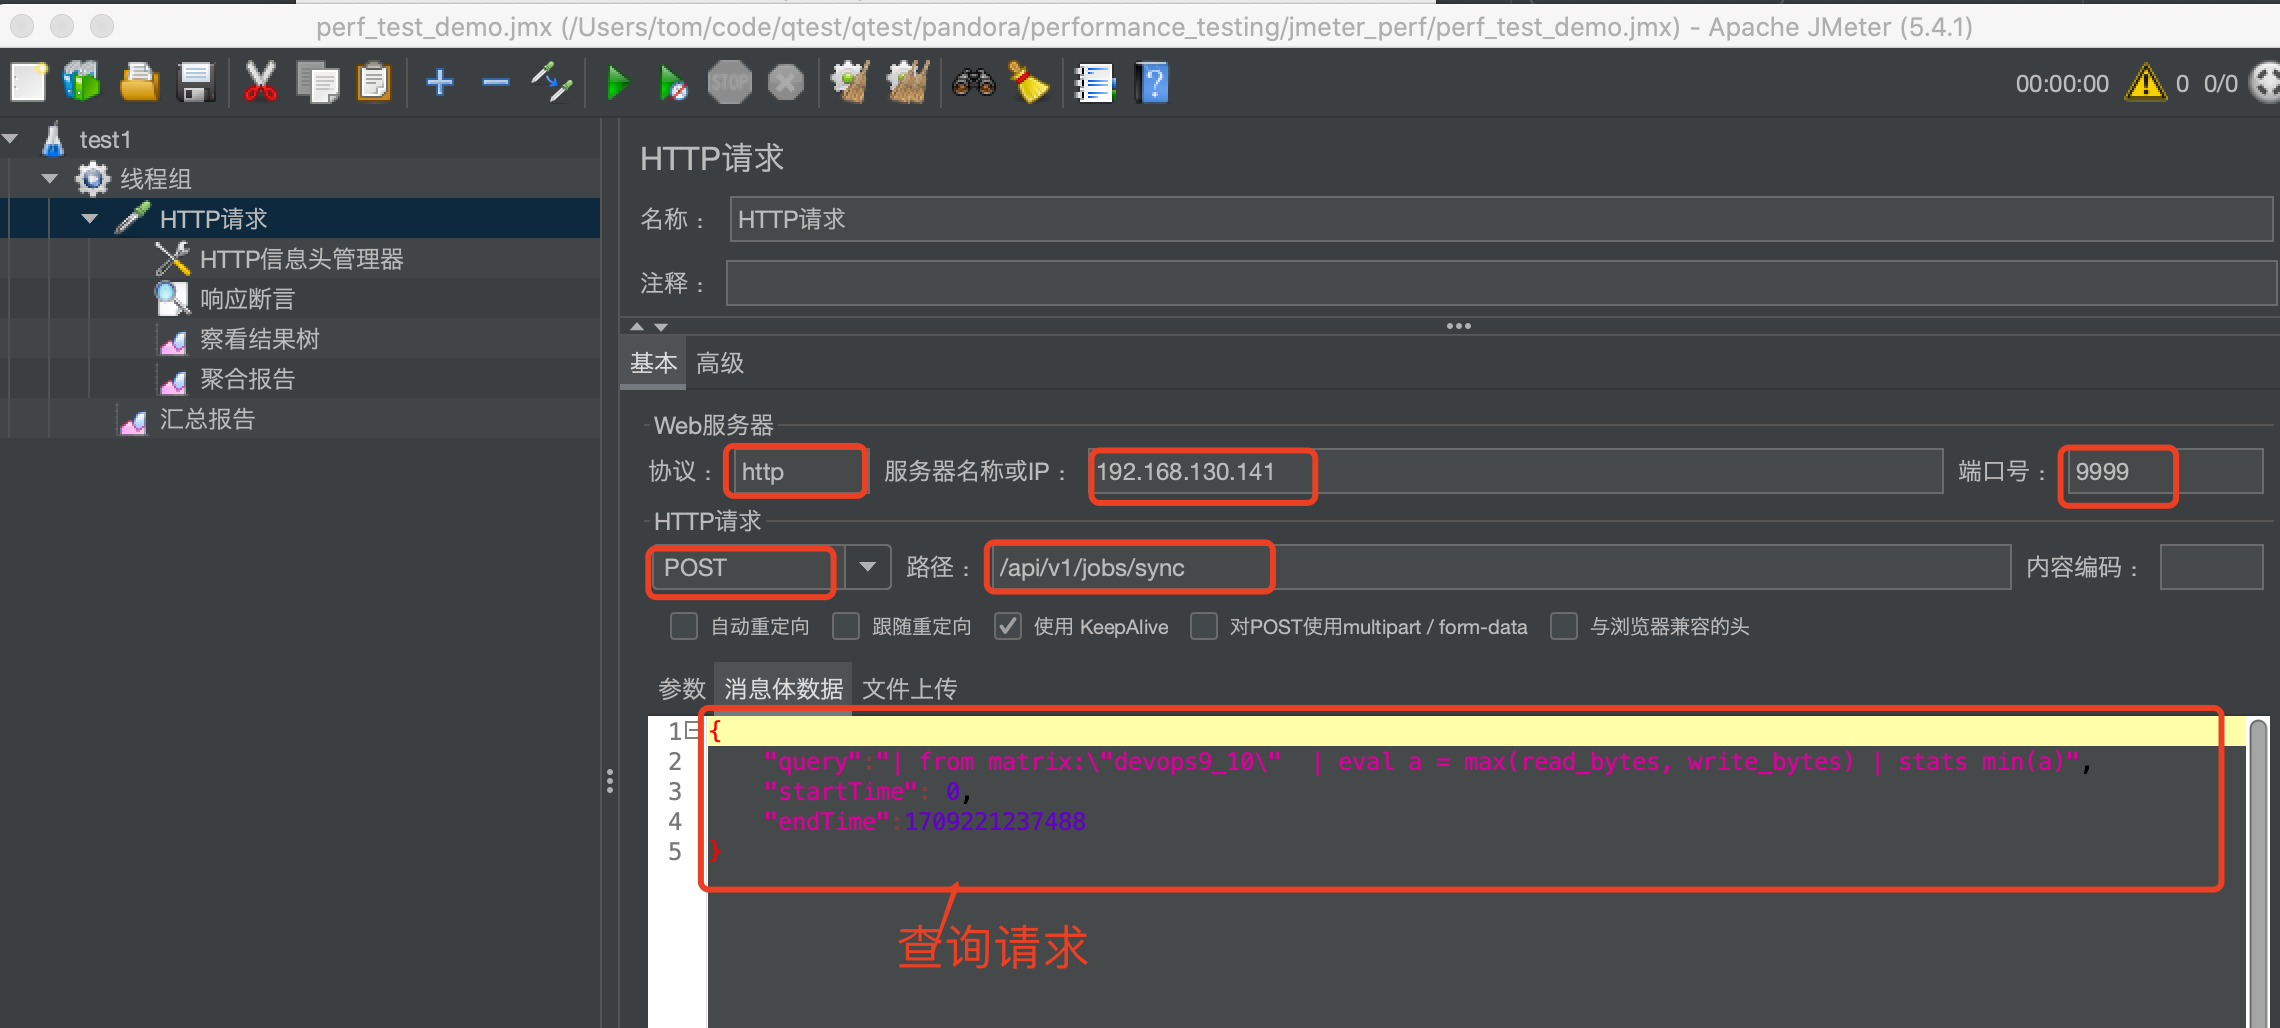 perf_test_demo.jmx (/Users/tom/code/qtest/qtest/pandora/performance_testing/jmeter_perf/perf_test_demo.jmx) - Apache JMeter (5.4.1)
STOP
00:00:00 0 0/0
test1
线程组
HTTP请求
HTTP信息头管理器
响应断言
察看结果树
聚合报告
汇总报告
HTTP请求
名称： HTTP请求
注释：
基本 高级
Web服务器
协议： http 服务器名称或IP： 192.168.130.141 端口号： 9999
HTTP请求
POST 路径： /api/v1/jobs/sync 内容编码：
自动重定向 跟随重定向 使用 KeepAlive 对POST使用multipart / form-data 与浏览器兼容的头
参数 消息体数据 文件上传
1 {
2 "query":"| from matrix:\"devops9_10\"  | eval a = max(read_bytes, write_bytes) | stats min(a)",
3 "startTime": 0,
4 "endTime":1709221237488
5 }
查询请求